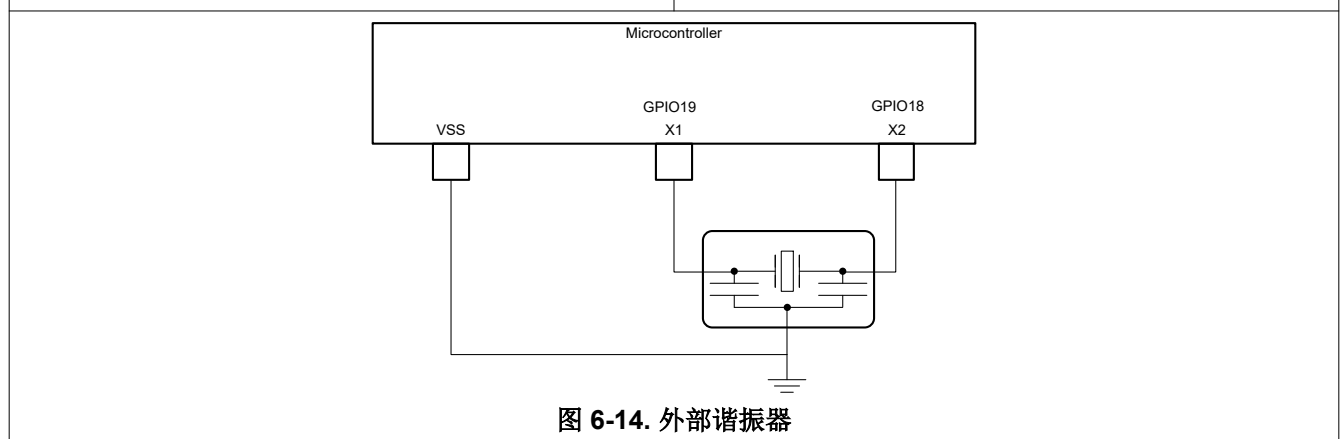 Microcontroller
GPIO19 GPIO18
VSS X1 X2
图 6-14. 外部谐振器